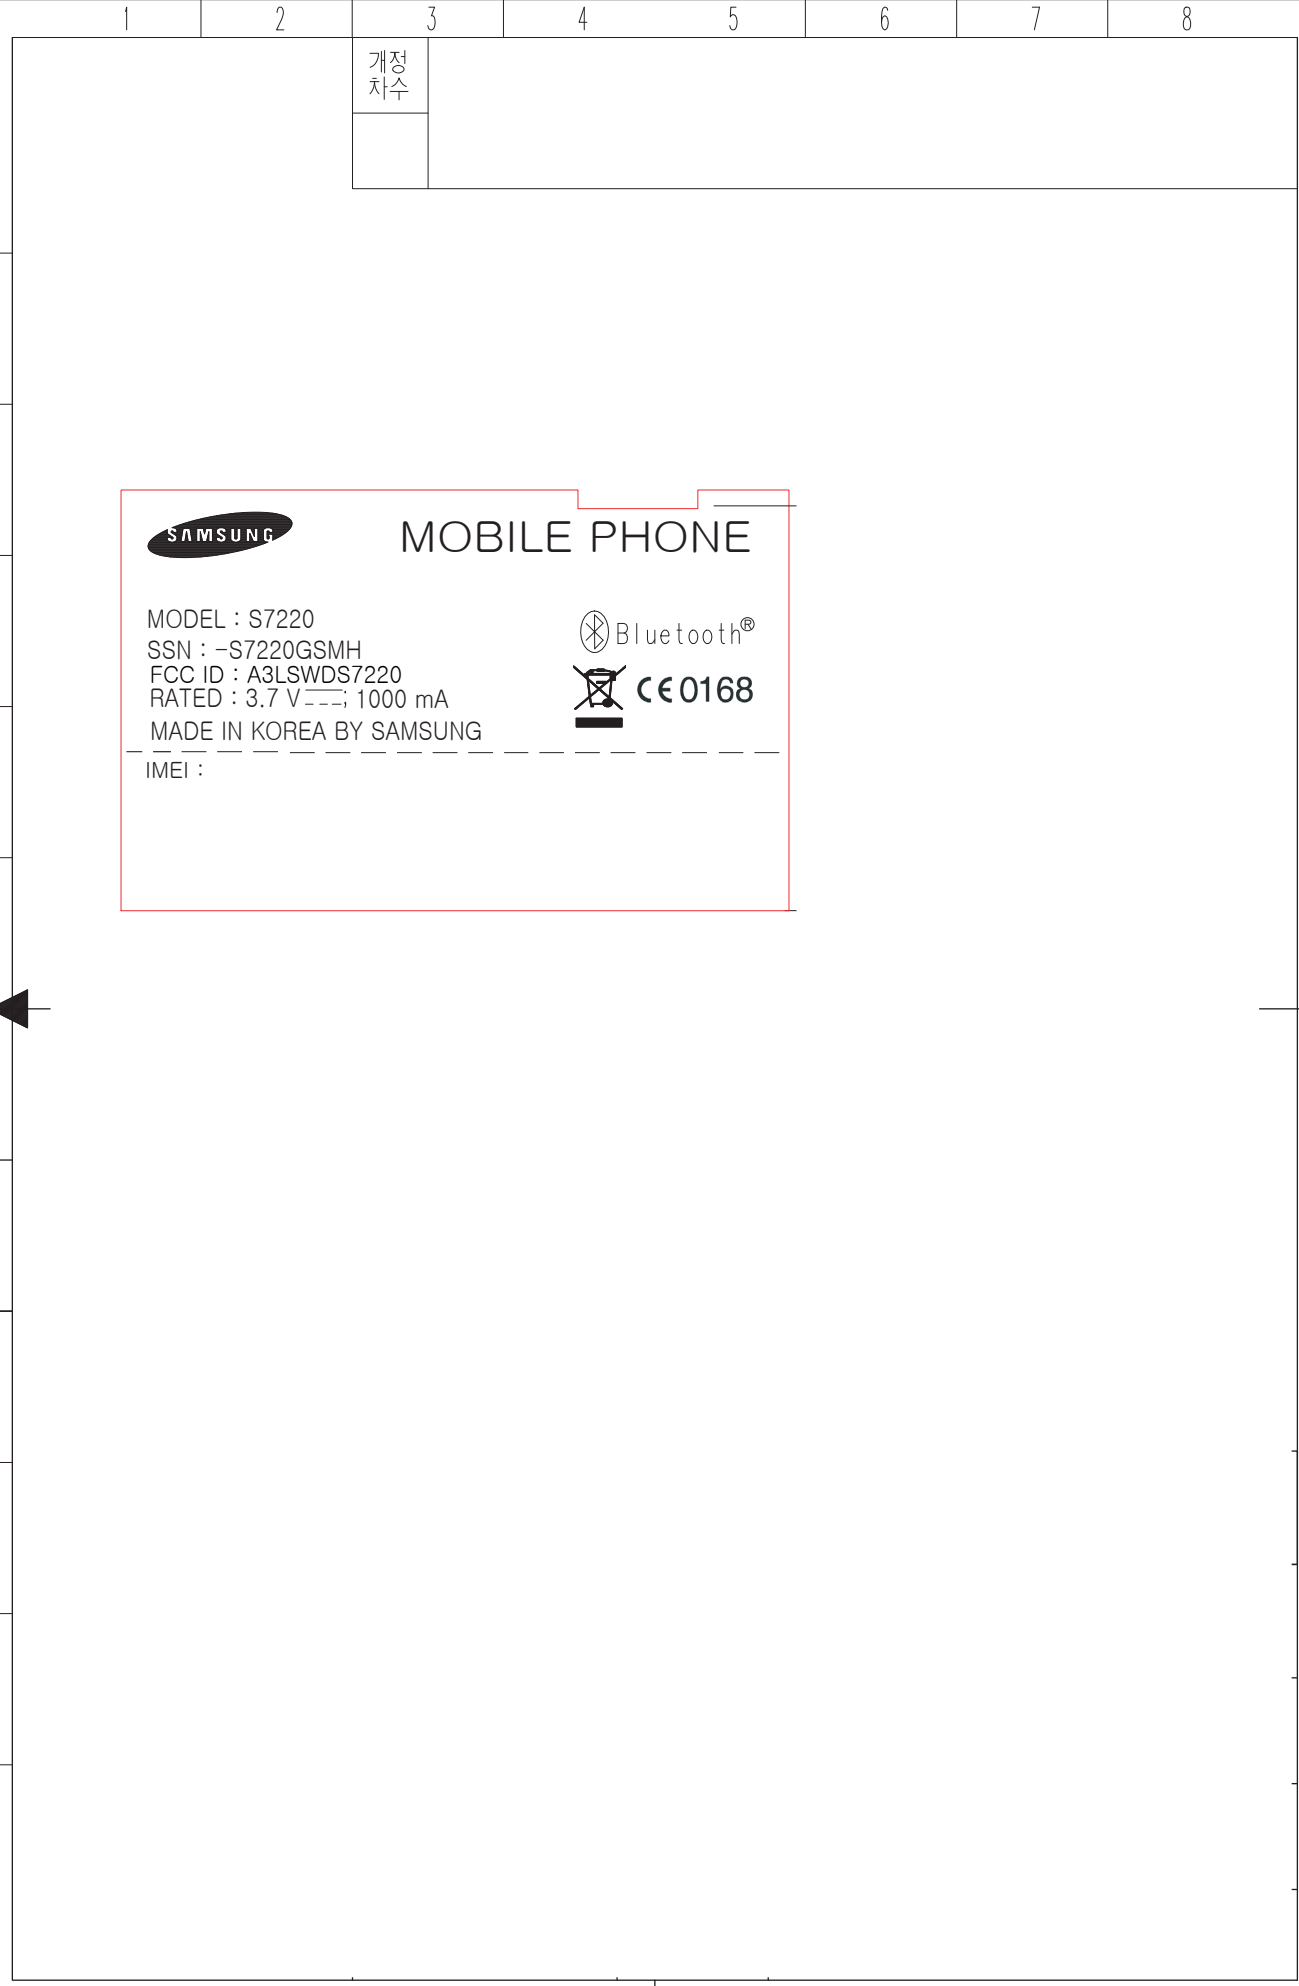 1 2 3 4 5 6 7 8
개정
차수
SAMSUNG
MOBILE PHONE
MODEL : S7220
SSN : -S7220GSMH
FCC ID : A3LSWDS7220
RATED : 3.7 V ⎓; 1000 mA
MADE IN KOREA BY SAMSUNG
Bluetooth®
CE0168
IMEI :